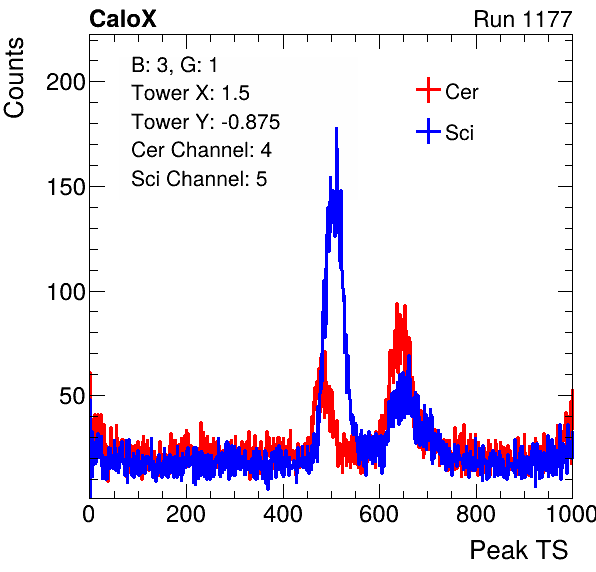 CaloX Run 1177
Counts
B: 3, G: 1
Tower X: 1.5
Tower Y: -0.875
Cer Channel: 4
Sci Channel: 5
Cer
Sci
200
150
100
50
0 200 400 600 800 1000
Peak TS